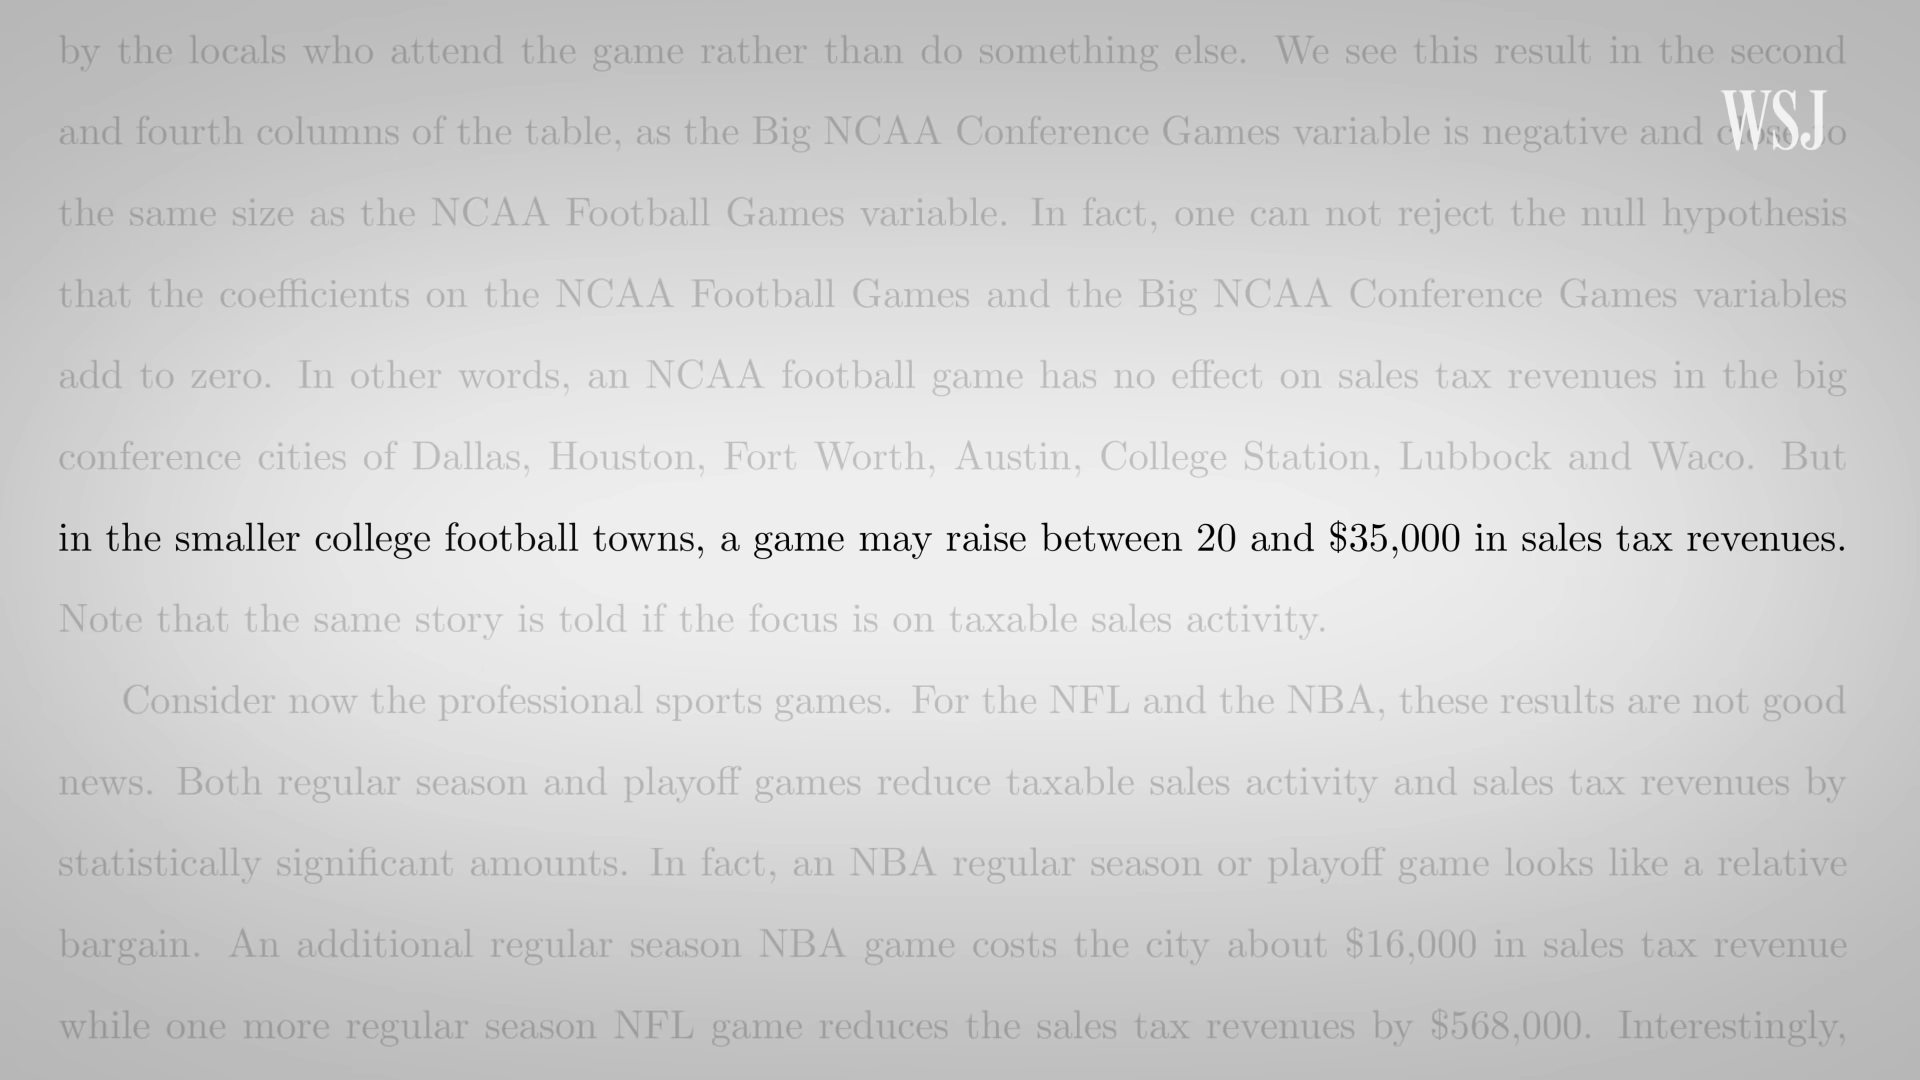 by the locals who attend the game rather than do something else. We see this result in the second
WSJ
and fourth columns of the table, as the Big NCAA Conference Games variable is negative and close to
the same size as the NCAA Football Games variable. In fact, one can not reject the null hypothesis
that the coefficients on the NCAA Football Games and the Big NCAA Conference Games variables
add to zero. In other words, an NCAA football game has no effect on sales tax revenues in the big
conference cities of Dallas, Houston, Fort Worth, Austin, College Station, Lubbock and Waco. But
in the smaller college football towns, a game may raise between 20 and $35,000 in sales tax revenues.
Note that the same story is told if the focus is on taxable sales activity.
Consider now the professional sports games. For the NFL and the NBA, these results are not good
news. Both regular season and playoff games reduce taxable sales activity and sales tax revenues by
statistically significant amounts. In fact, an NBA regular season or playoff game looks like a relative
bargain. An additional regular season NBA game costs the city about $16,000 in sales tax revenue
while one more regular season NFL game reduces the sales tax revenues by $568,000. Interestingly,